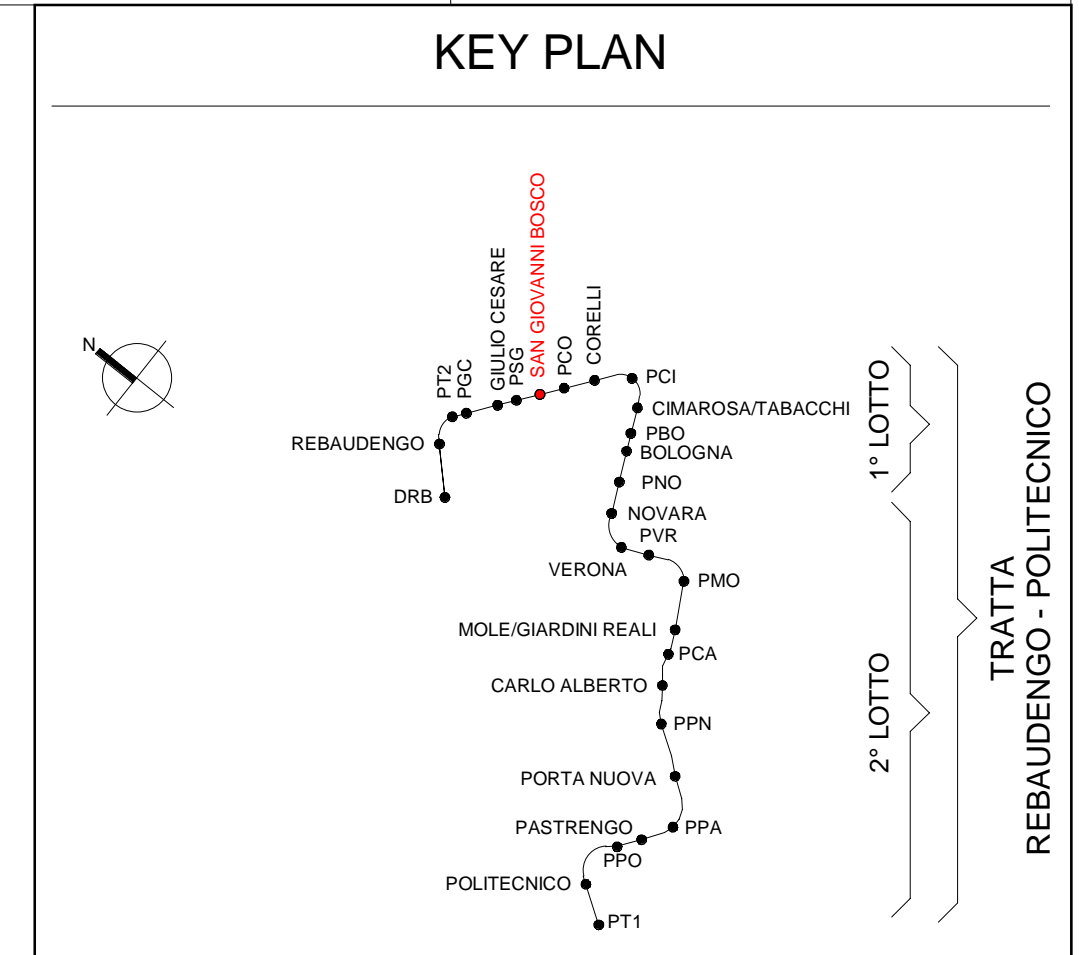 KEY PLAN
N
PT2
PGC
GIULIO CESARE
PSG
SAN GIOVANNI BOSCO
PCO
CORELLI
PCI
CIMAROSA/TABACCHI
REBAUDENGO
PBO
BOLOGNA
DRB
PNO
NOVARA
PVR
VERONA
PMO
MOLE/GIARDINI REALI
PCA
CARLO ALBERTO
PPN
PORTA NUOVA
PASTRENGO
PPA
PPO
POLITECNICO
PT1
1° LOTTO
2° LOTTO
TRATTA
REBAUDENGO - POLITECNICO